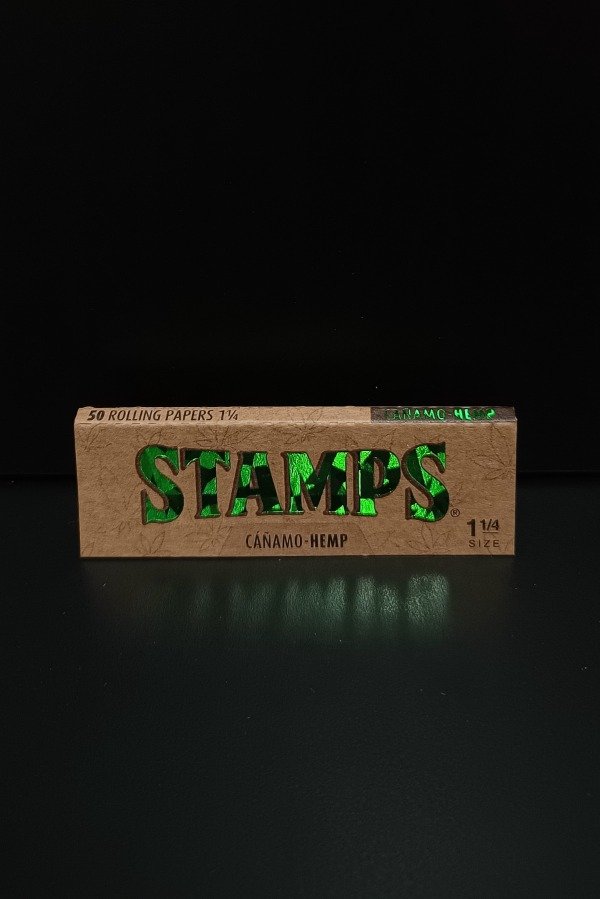 50 ROLLING PAPERS 1¼
CÁÑAMO-HEMP
STAMPS®
CÁÑAMO-HEMP
1 1/4
SIZE